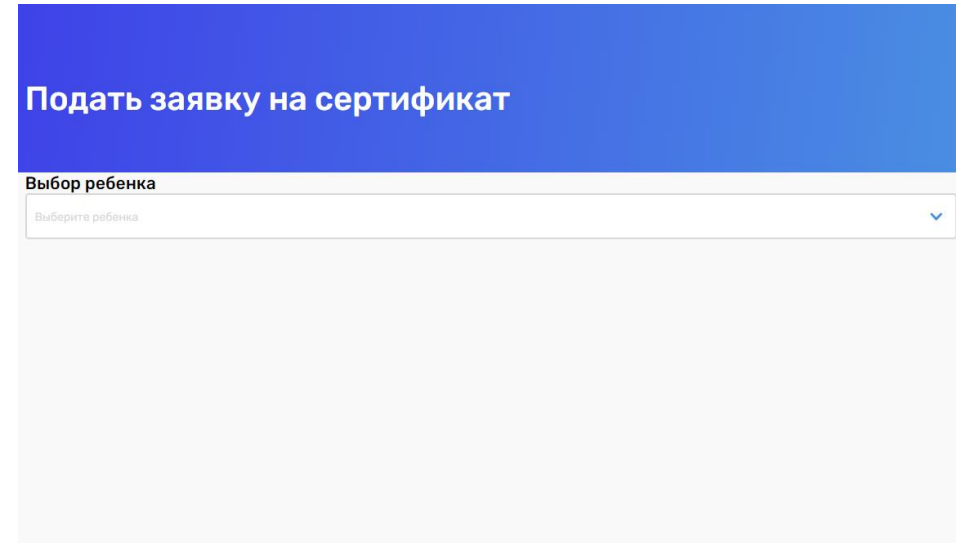 Подать заявку на сертификат
Выбор ребенка
Выберите ребенка